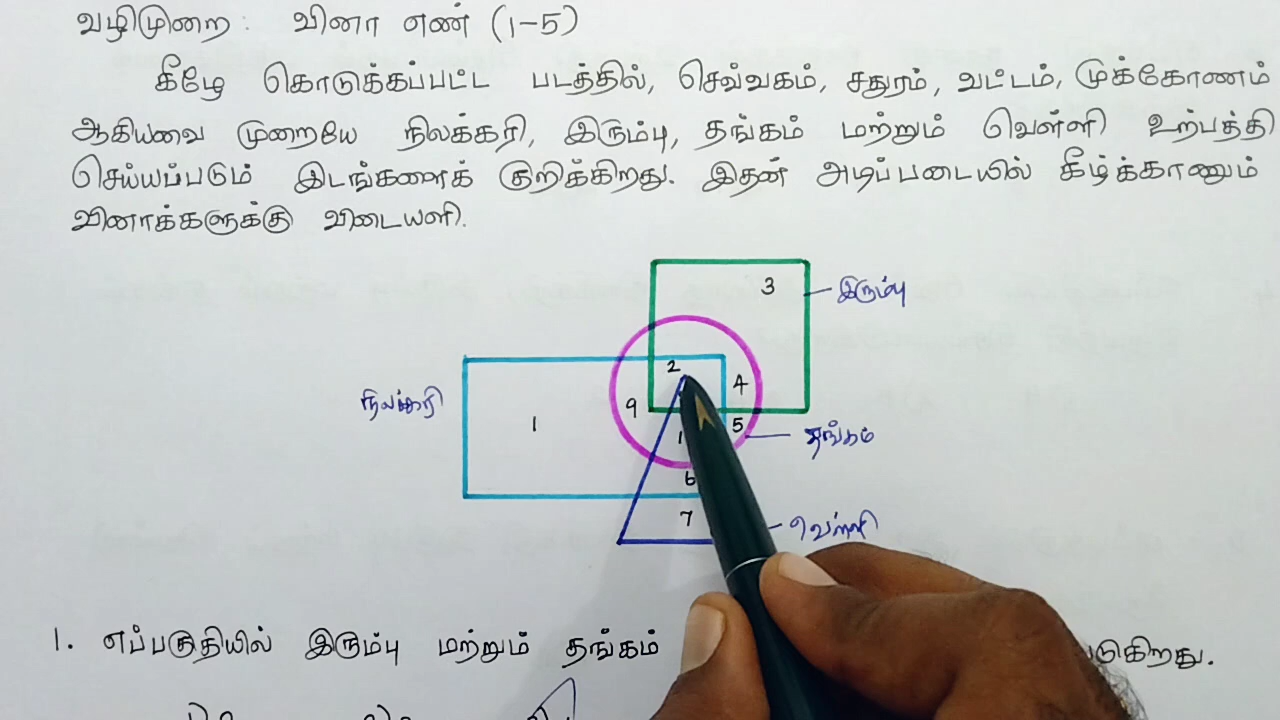 வழிமுறை: வினா எண் (1-5)
கீழே கொடுக்கப்பட்ட படத்தில், செவ்வகம், சதுரம், வட்டம், முக்கோணம்
ஆகியவை முறையே நிலக்கரி, இரும்பு, தங்கம் மற்றும் வெள்ளி உற்பத்தி
செய்யப்படும் இடங்களைக் குறிக்கிறது. இதன் அடிப்படையில் கீழ்க்காணும்
வினாக்களுக்கு விடையளி.
3
இரும்பு
2
4
நிலக்கரி
9
1
5
தங்கம்
1
6
7
வெள்ளி
1. எப்பகுதியில் இரும்பு மற்றும் தங்கம்